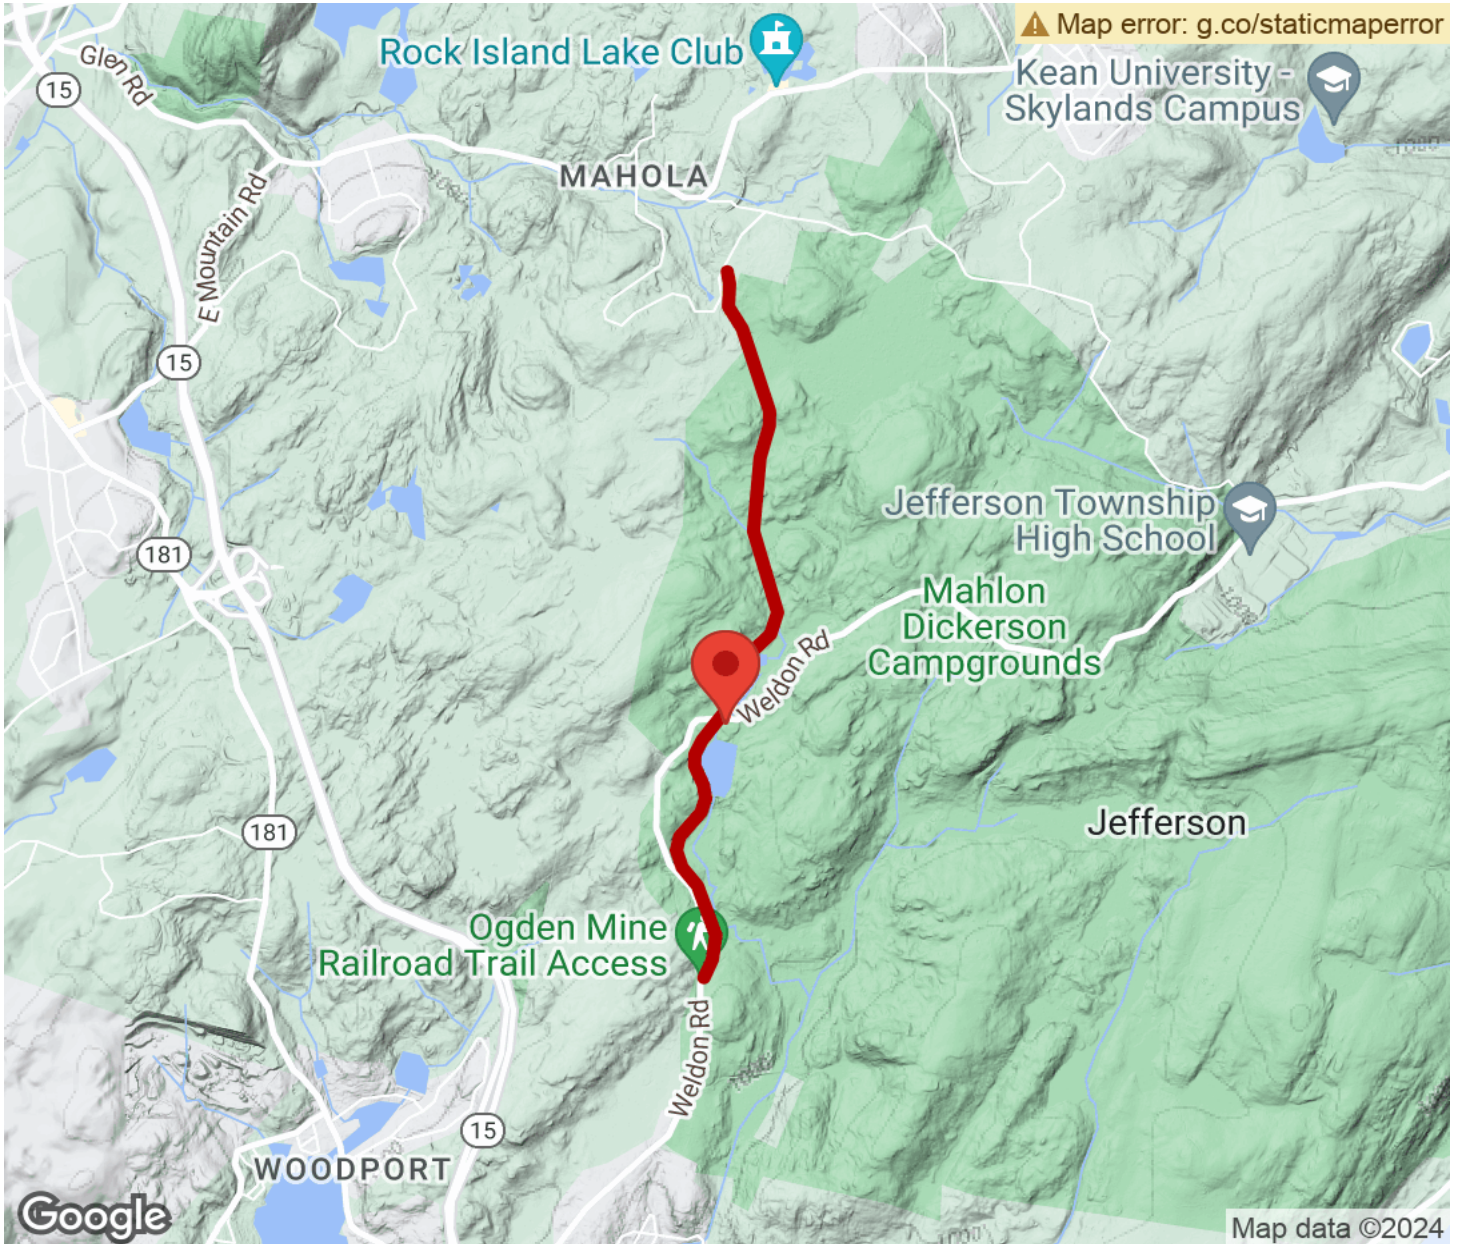 Map error: g.co/staticmaperror
Glen Rd
15
Rock Island Lake Club
Kean University -
Skylands Campus
MAHOLA
E Mountain Rd
15
181
Jefferson Township
High School
Mahlon
Dickerson
Campgrounds
1000
Weldon Rd
Jefferson
181
Ogden Mine
Railroad Trail Access
Weldon Rd
15
WOODPORT
Google
Map data ©2024